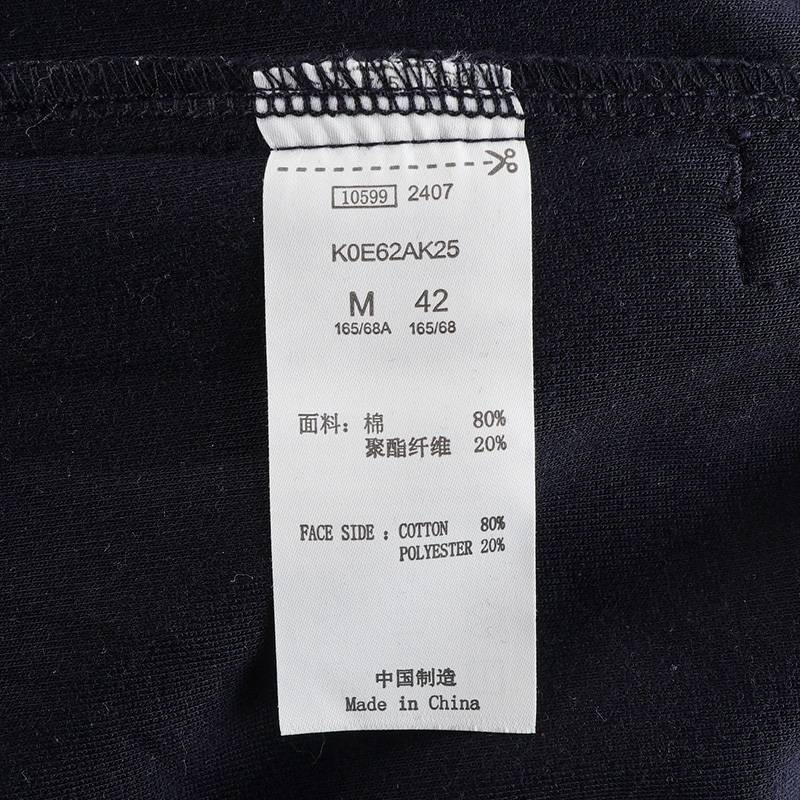 10599 2407
K0E62AK25
M 42
165/68A 165/68
面料：棉 80%
聚酯纤维 20%
FACE SIDE : COTTON 80%
POLYESTER 20%
中国制造
Made in China